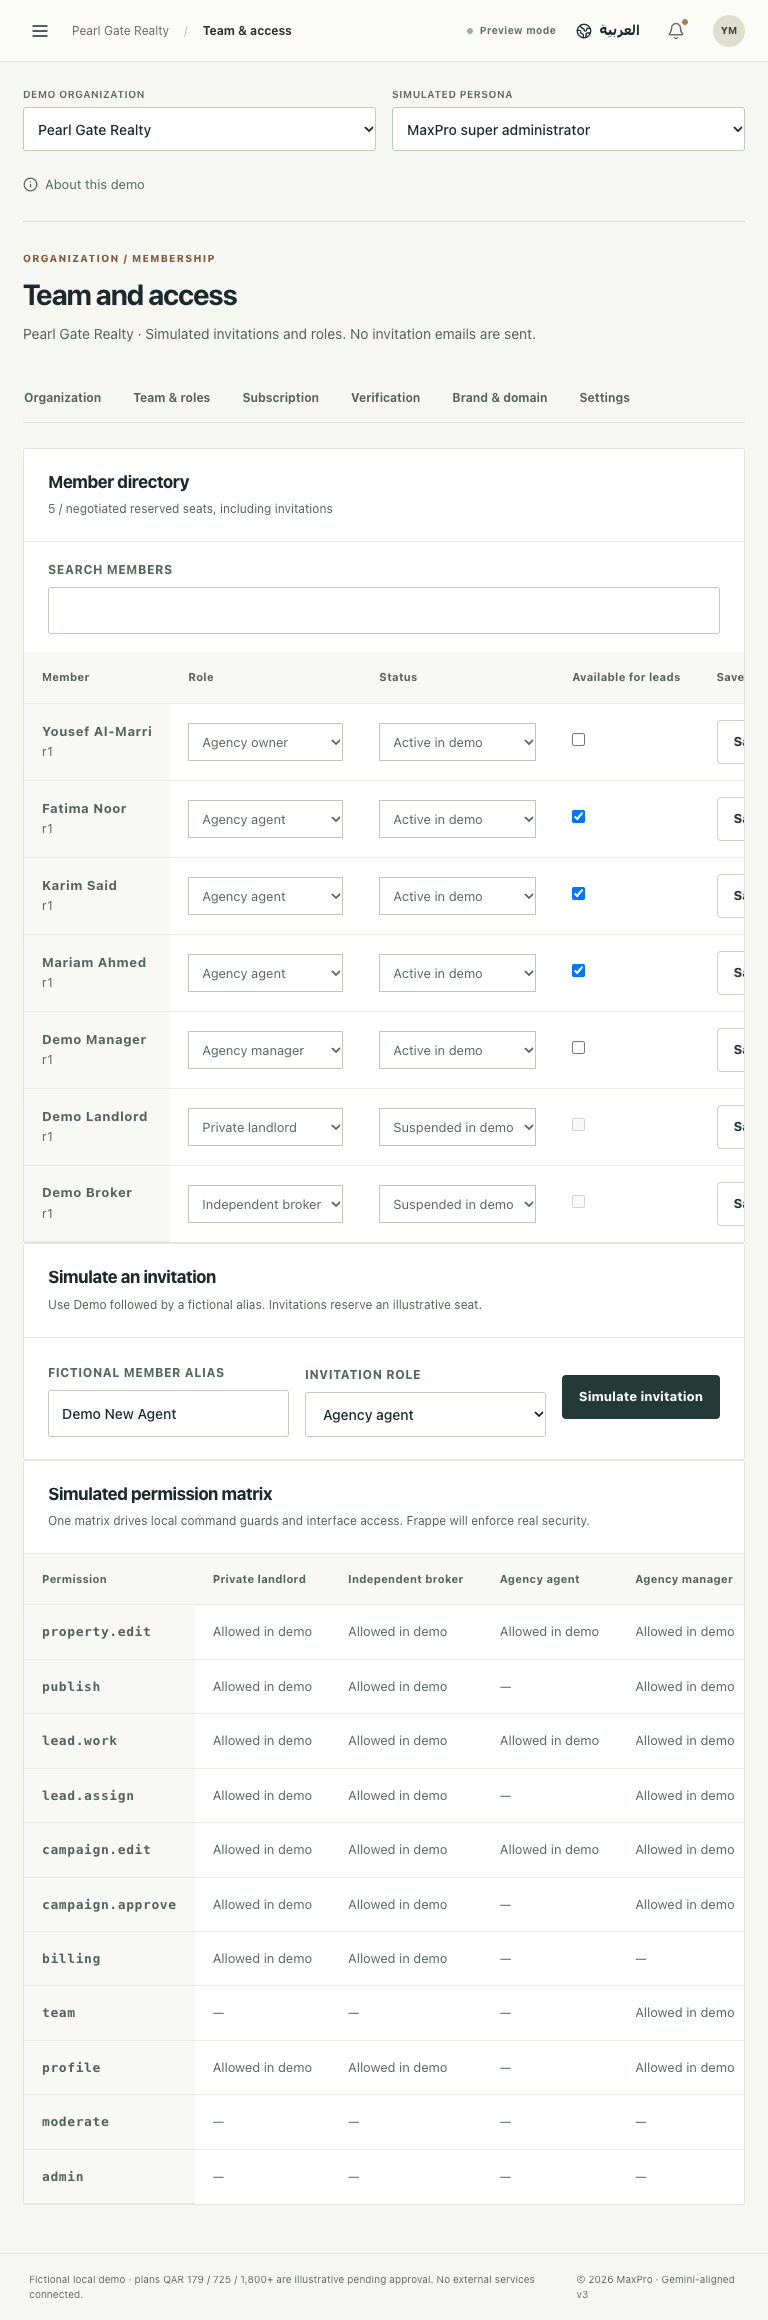 Pearl Gate Realty / Team & access
Preview mode
العربية
YM
DEMO ORGANIZATION
Pearl Gate Realty
SIMULATED PERSONA
MaxPro super administrator
About this demo
ORGANIZATION / MEMBERSHIP
Team and access
Pearl Gate Realty · Simulated invitations and roles. No invitation emails are sent.
Organization Team & roles Subscription Verification Brand & domain Settings
Member directory
5 / negotiated reserved seats, including invitations
SEARCH MEMBERS
Member Role Status Available for leads Save
Yousef Al-Marri Agency owner Active in demo Sa
r1
Fatima Noor Agency agent Active in demo Sa
r1
Karim Said Agency agent Active in demo Sa
r1
Mariam Ahmed Agency agent Active in demo Sa
r1
Demo Manager Agency manager Active in demo Sa
r1
Demo Landlord Private landlord Suspended in demo Sa
r1
Demo Broker Independent broker Suspended in demo Sa
r1
Simulate an invitation
Use Demo followed by a fictional alias. Invitations reserve an illustrative seat.
FICTIONAL MEMBER ALIAS
Demo New Agent
INVITATION ROLE
Agency agent
Simulate invitation
Simulated permission matrix
One matrix drives local command guards and interface access. Frappe will enforce real security.
Permission Private landlord Independent broker Agency agent Agency manager
property.edit Allowed in demo Allowed in demo Allowed in demo Allowed in demo
publish Allowed in demo Allowed in demo — Allowed in demo
lead.work Allowed in demo Allowed in demo Allowed in demo Allowed in demo
lead.assign Allowed in demo Allowed in demo — Allowed in demo
campaign.edit Allowed in demo Allowed in demo Allowed in demo Allowed in demo
campaign.approve Allowed in demo Allowed in demo — Allowed in demo
billing Allowed in demo Allowed in demo — —
team — — — Allowed in demo
profile Allowed in demo Allowed in demo — Allowed in demo
moderate — — — —
admin — — — —
Fictional local demo · plans QAR 179 / 725 / 1,800+ are illustrative pending approval. No external services
connected.
© 2026 MaxPro · Gemini-aligned
v3